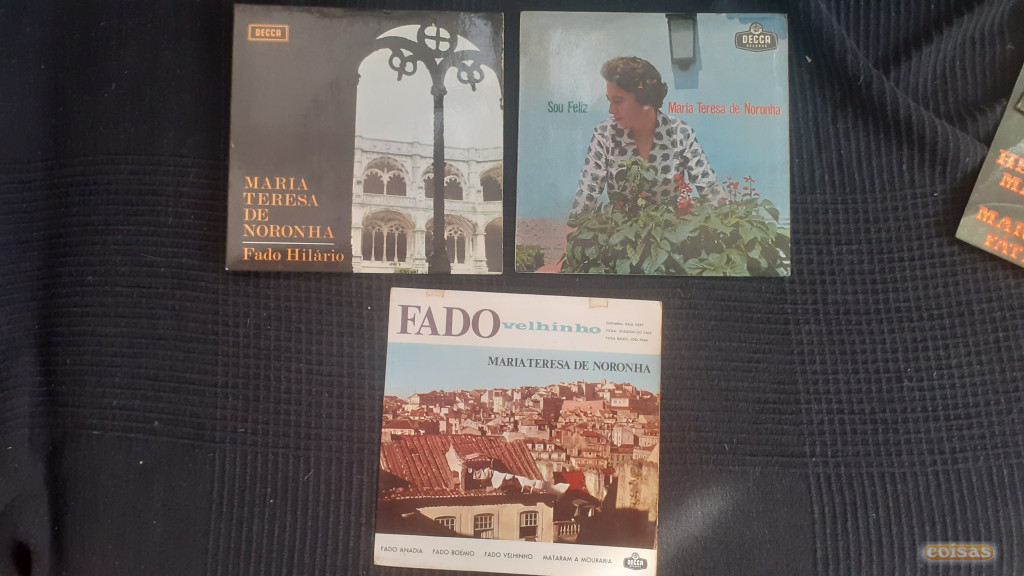 DECCA
MARIA
TERESA
DE
NORONHA
Fado Hilário
DECCA
RECORDS
Sou Feliz
Maria Teresa de Noronha
FADO velhinho
MARIA TERESA DE NORONHA
FADO ANADIA FADO BOÉMIO FADO VELHINHO MATARAM A MOURARIA
DECCA
coisas